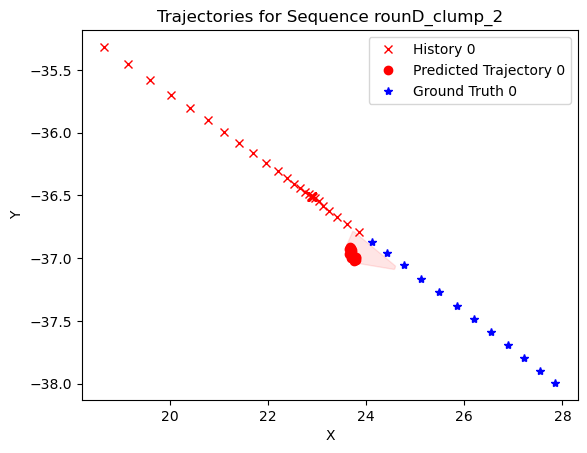 Trajectories for Sequence rounD_clump_2
History 0
Predicted Trajectory 0
Ground Truth 0
Y
−35.5
−36.0
−36.5
−37.0
−37.5
−38.0
20
22
24
26
28
X